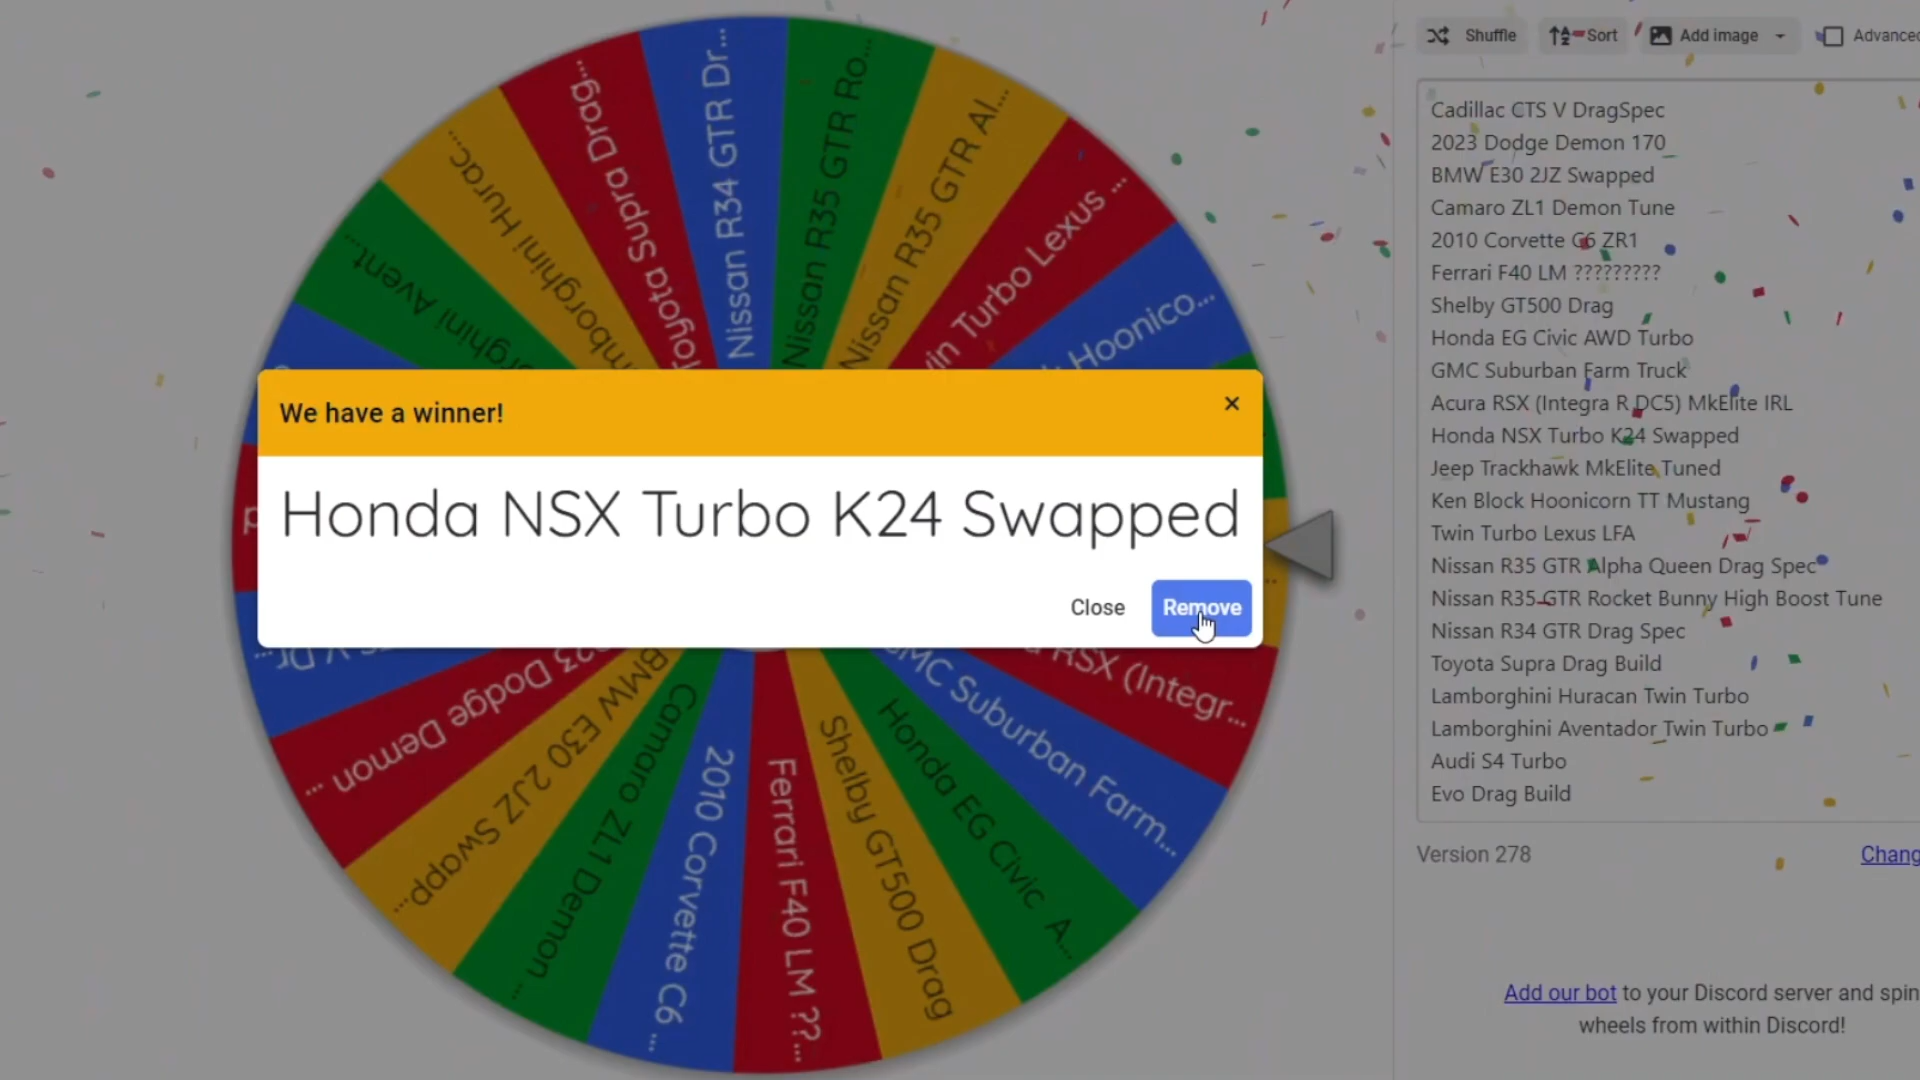 Shuffle
Sort
Add image
Advanced
Cadillac CTS V DragSpec
2023 Dodge Demon 170
BMW E30 2JZ Swapped
Camaro ZL1 Demon Tune
2010 Corvette C6 ZR1
Ferrari F40 LM ?????????
Shelby GT500 Drag
Honda EG Civic AWD Turbo
GMC Suburban Farm Truck
Acura RSX (Integra R DC5) MkElite IRL
Honda NSX Turbo K24 Swapped
Jeep Trackhawk MkElite Tuned
Ken Block Hoonicorn TT Mustang
Twin Turbo Lexus LFA
Nissan R35 GTR Alpha Queen Drag Spec
Nissan R35 GTR Rocket Bunny High Boost Tune
Nissan R34 GTR Drag Spec
Toyota Supra Drag Build
Lamborghini Huracan Twin Turbo
Lamborghini Aventador Twin Turbo
Audi S4 Turbo
Evo Drag Build
Version 278
Chang
Add our bot to your Discord server and spin
wheels from within Discord!
We have a winner!
×
Honda NSX Turbo K24 Swapped
Close
Remove
orghini Avent...
mborghini Hurac...
Toyota Supra Drag...
Nissan R34 GTR Dr...
Nissan R35 GTR Ro...
Nissan R35 GTR Al...
in Turbo Lexus ...
Hoonico...
RSX (Integr...
GMC Suburban Farm...
Honda EG Civic A...
Shelby GT500 Drag
Ferrari F40 LM ??...
2010 Corvette C6 ...
Camaro ZL1 Demon ...
BMW E30 2JZ Swapp...
23 Dodge Demon ...
TS V Dr...